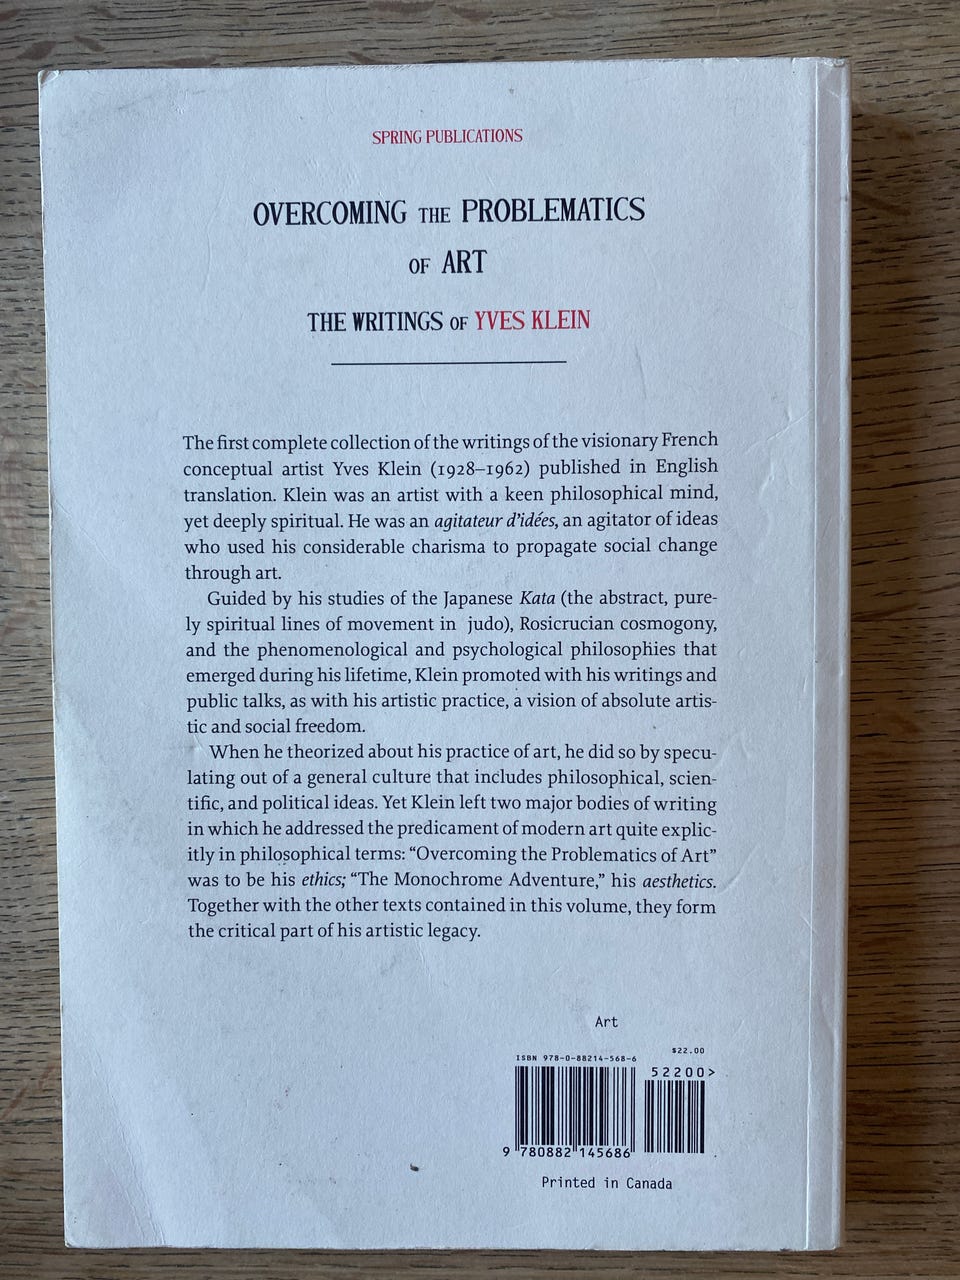 SPRING PUBLICATIONS
OVERCOMING THE PROBLEMATICS
OF ART
THE WRITINGS OF YVES KLEIN
The first complete collection of the writings of the visionary French
conceptual artist Yves Klein (1928–1962) published in English
translation. Klein was an artist with a keen philosophical mind,
yet deeply spiritual. He was an agitateur d'idées, an agitator of ideas
who used his considerable charisma to propagate social change
through art.
Guided by his studies of the Japanese Kata (the abstract, pure-
ly spiritual lines of movement in judo), Rosicrucian cosmogony,
and the phenomenological and psychological philosophies that
emerged during his lifetime, Klein promoted with his writings and
public talks, as with his artistic practice, a vision of absolute artis-
tic and social freedom.
When he theorized about his practice of art, he did so by specu-
lating out of a general culture that includes philosophical, scien-
tific, and political ideas. Yet Klein left two major bodies of writing
in which he addressed the predicament of modern art quite explic-
itly in philosophical terms: "Overcoming the Problematics of Art"
was to be his ethics; "The Monochrome Adventure," his aesthetics.
Together with the other texts contained in this volume, they form
the critical part of his artistic legacy.
Art
$22.00
ISBN 978-0-88214-568-6
52200>
9 780882 145686
Printed in Canada